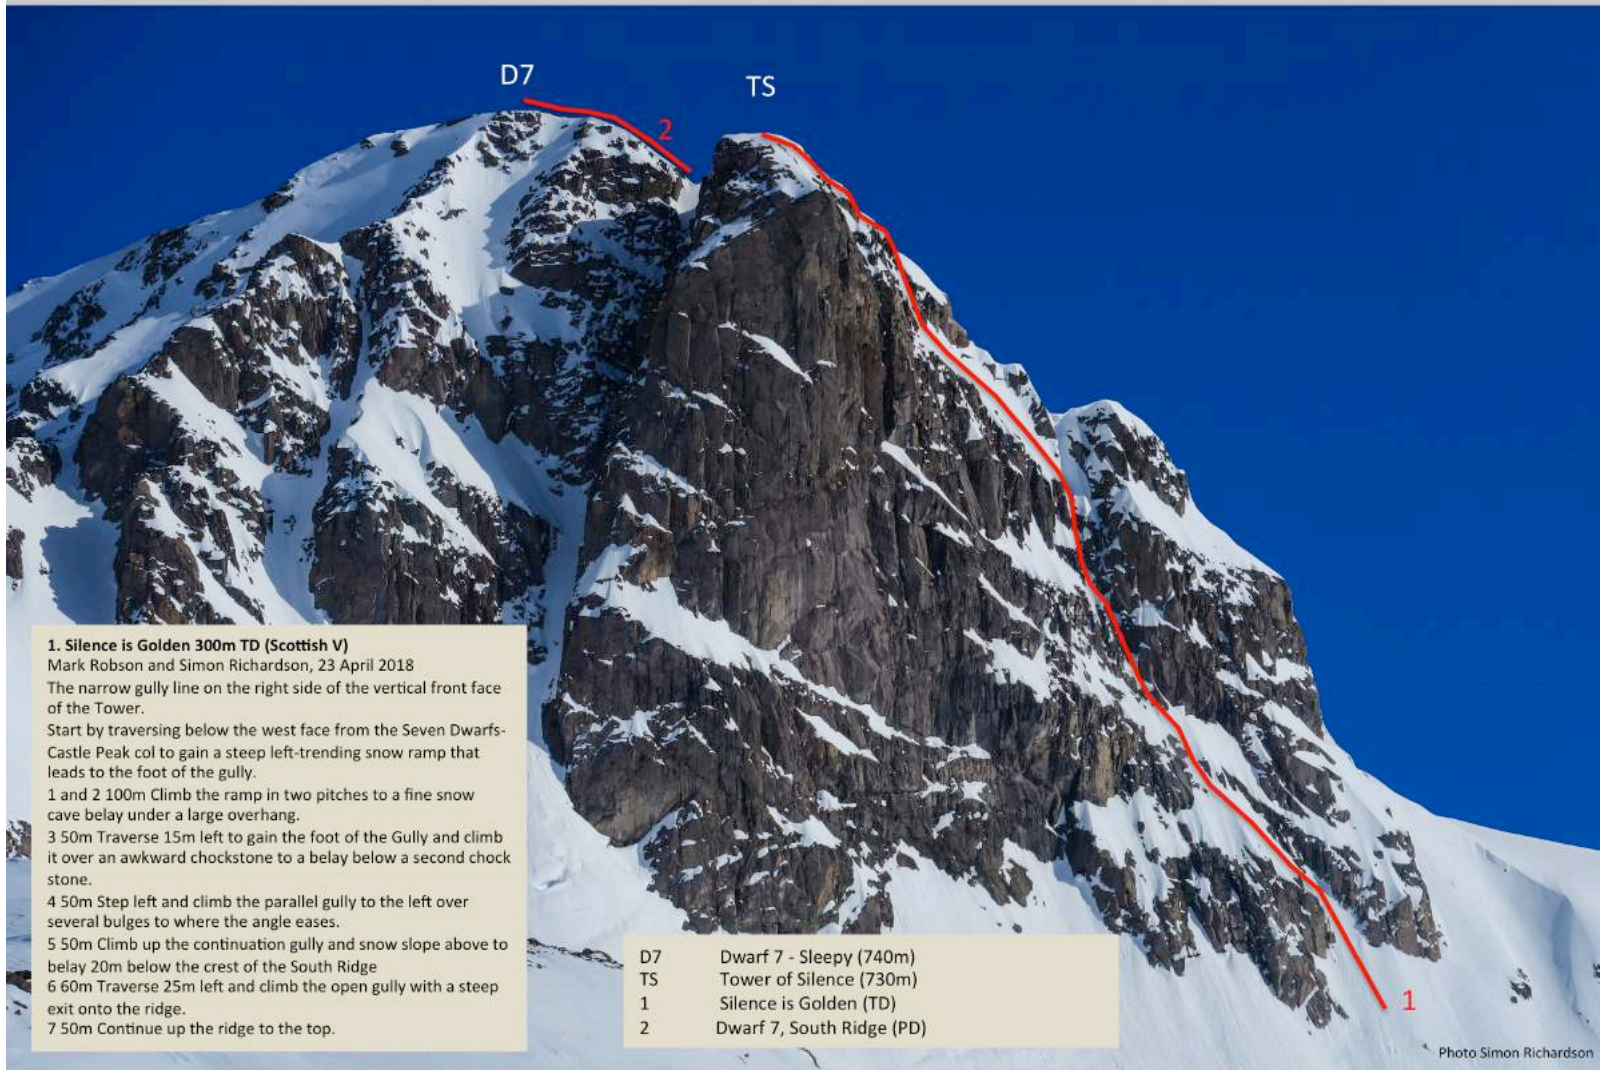 D7
TS
2
1. Silence is Golden 300m TD (Scottish V)
Mark Robson and Simon Richardson, 23 April 2018
The narrow gully line on the right side of the vertical front face
of the Tower.
Start by traversing below the west face from the Seven Dwarfs-
Castle Peak col to gain a steep left-trending snow ramp that
leads to the foot of the gully.
1 and 2 100m Climb the ramp in two pitches to a fine snow
cave belay under a large overhang.
3 50m Traverse 15m left to gain the foot of the Gully and climb
it over an awkward chockstone to a belay below a second chock
stone.
4 50m Step left and climb the parallel gully to the left over
several bulges to where the angle eases.
5 50m Climb up the continuation gully and snow slope above to
belay 20m below the crest of the South Ridge
6 60m Traverse 25m left and climb the open gully with a steep
exit onto the ridge.
7 50m Continue up the ridge to the top.
D7 Dwarf 7 - Sleepy (740m)
TS Tower of Silence (730m)
1 Silence is Golden (TD)
2 Dwarf 7, South Ridge (PD)
1
Photo Simon Richardson